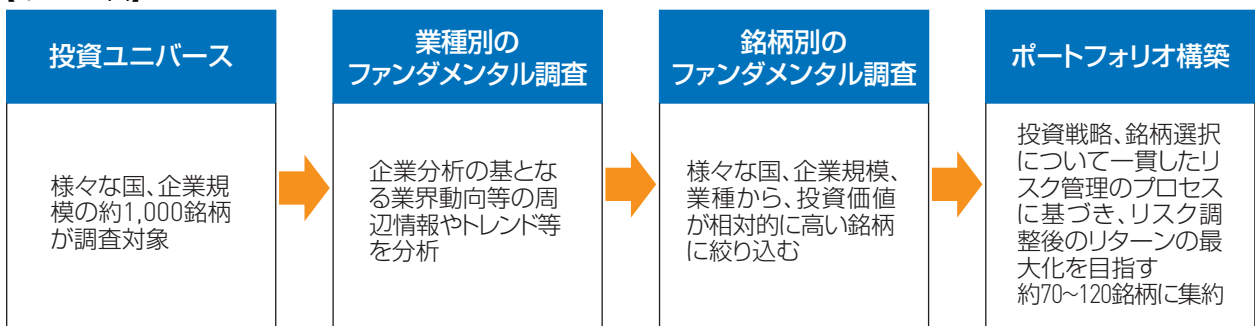 投資ユニバース
様々な国、企業規
模の約1,000銘柄
が調査対象
業種別の
ファンダメンタル調査
企業分析の基とな
る業界動向等の周
辺情報やトレンド等
を分析
銘柄別の
ファンダメンタル調査
様々な国、企業規模、
業種から、投資価値
が相対的に高い銘柄
に絞り込む
ポートフォリオ構築
投資戦略、銘柄選択
について一貫したリ
スク管理のプロセス
に基づき、リスク調
整後のリターンの最
大化を目指す
約70~120銘柄に集約